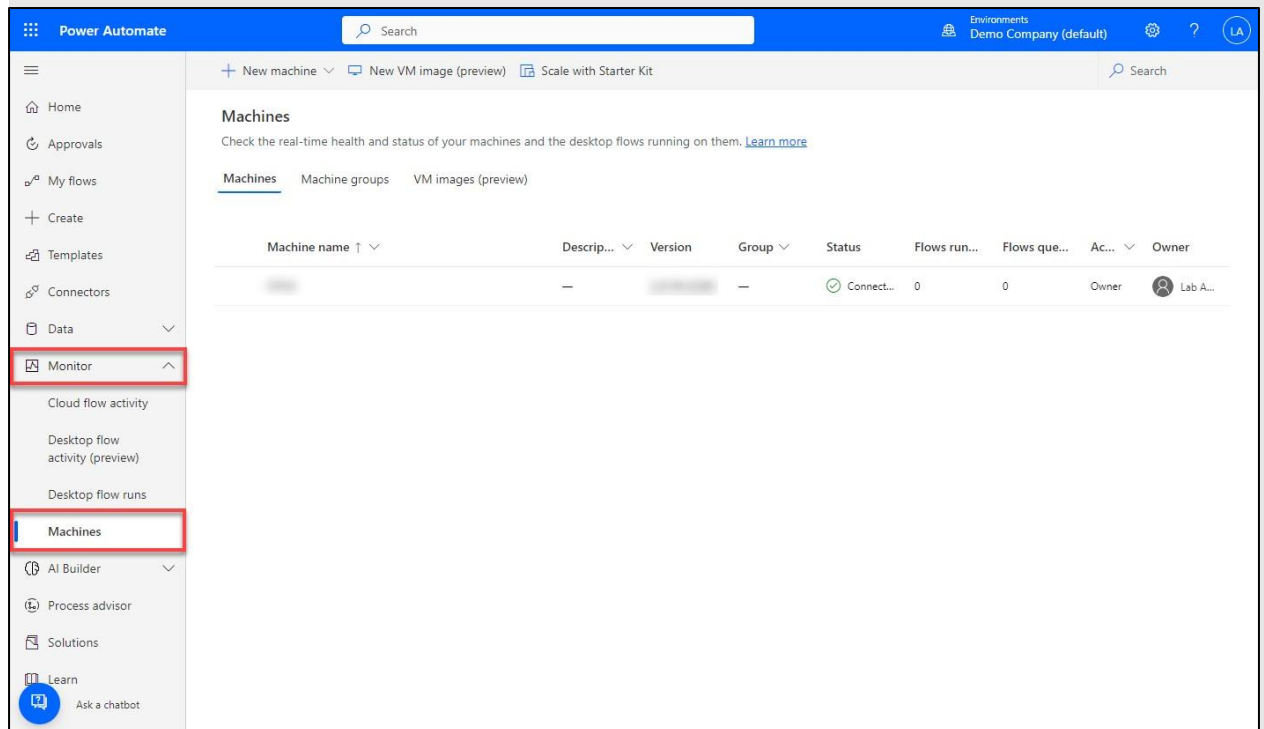 Power Automate
Search
Environments
Demo Company (default)
?
LA
New machine
New VM image (preview)
Scale with Starter Kit
Search
Home
Approvals
My flows
Create
Templates
Connectors
Data
Monitor
Cloud flow activity
Desktop flow
activity (preview)
Desktop flow runs
Machines
AI Builder
Process advisor
Solutions
Learn
Ask a chatbot
Machines
Check the real-time health and status of your machines and the desktop flows running on them. Learn more
Machines Machine groups VM images (preview)
Machine name ↑ Descrip... Version Group Status Flows run... Flows que... Ac... Owner
— — Connect... 0 0 Owner Lab A...